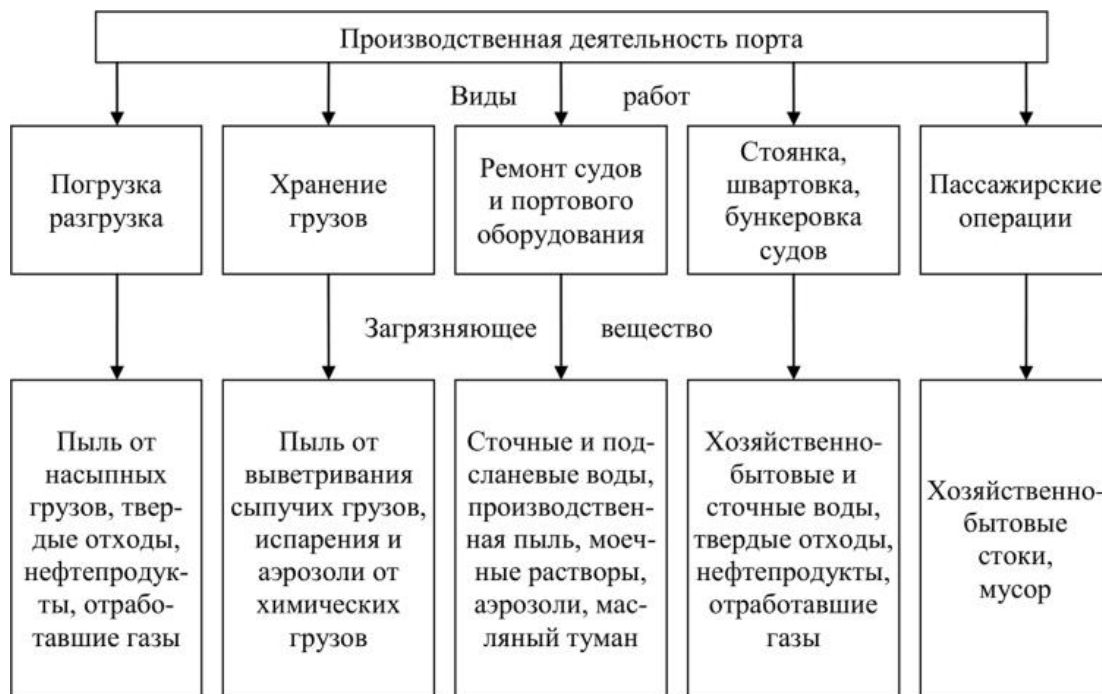 Производственная деятельность порта
Виды работ
Погрузка
разгрузка
Хранение
грузов
Ремонт судов
и портового
оборудования
Стоянка,
швартовка,
бункеровка
судов
Пассажирские
операции
Загрязняющее вещество
Пыль от
насыпных
грузов, твер-
дые отходы,
нефтепродук-
ты, отрабо-
тавшие газы
Пыль от
выветривания
сыпучих грузов,
испарения и
аэрозоли от
химических
грузов
Сточные и под-
сланевые воды,
производствен-
ная пыль, моеч-
ные растворы,
аэрозоли, мас-
ляный туман
Хозяйственно-
бытовые и
сточные воды,
твердые отходы,
нефтепродукты,
отработавшие
газы
Хозяйственно-
бытовые
стоки,
мусор